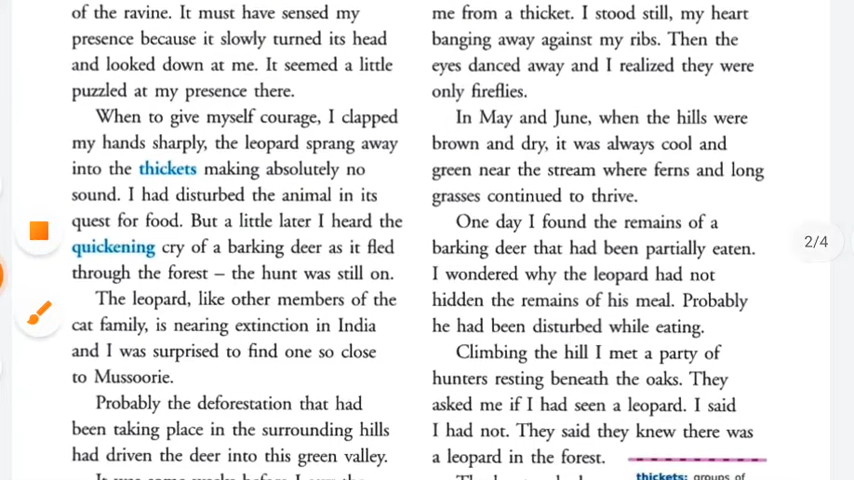 of the ravine. It must have sensed my
presence because it slowly turned its head
and looked down at me. It seemed a little
puzzled at my presence there.
When to give myself courage, I clapped
my hands sharply, the leopard sprang away
into the thickets making absolutely no
sound. I had disturbed the animal in its
quest for food. But a little later I heard the
quickening cry of a barking deer as it fled
through the forest – the hunt was still on.
The leopard, like other members of the
cat family, is nearing extinction in India
and I was surprised to find one so close
to Mussoorie.
Probably the deforestation that had
been taking place in the surrounding hills
had driven the deer into this green valley.
me from a thicket. I stood still, my heart
banging away against my ribs. Then the
eyes danced away and I realized they were
only fireflies.
In May and June, when the hills were
brown and dry, it was always cool and
green near the stream where ferns and long
grasses continued to thrive.
One day I found the remains of a
barking deer that had been partially eaten.
I wondered why the leopard had not
hidden the remains of his meal. Probably
he had been disturbed while eating.
Climbing the hill I met a party of
hunters resting beneath the oaks. They
asked me if I had seen a leopard. I said
I had not. They said they knew there was
a leopard in the forest.
thickets: groups of
2/4